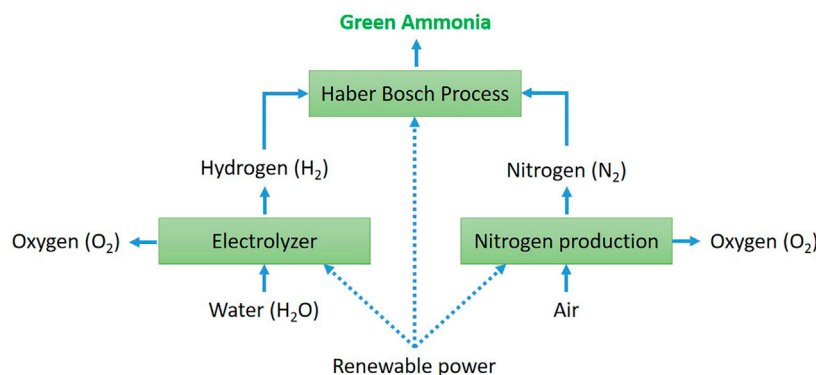 Green Ammonia
Haber Bosch Process
Hydrogen (H₂)
Nitrogen (N₂)
Oxygen (O₂)
Electrolyzer
Nitrogen production
Oxygen (O₂)
Water (H₂O)
Air
Renewable power